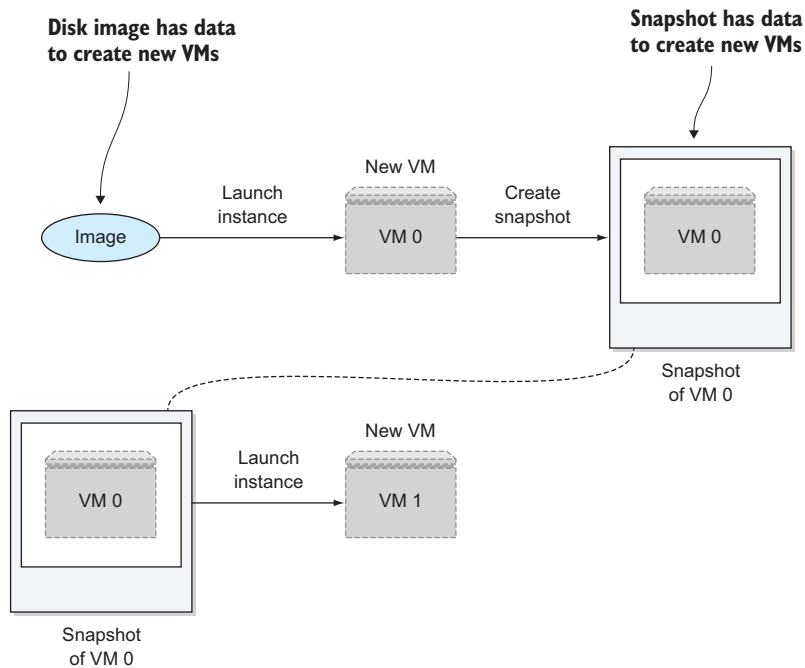 Disk image has data
to create new VMs
Snapshot has data
to create new VMs
Image
Launch
instance
New VM
VM 0
Create
snapshot
VM 0
Snapshot
of VM 0
VM 0
Launch
instance
New VM
VM 1
Snapshot
of VM 0